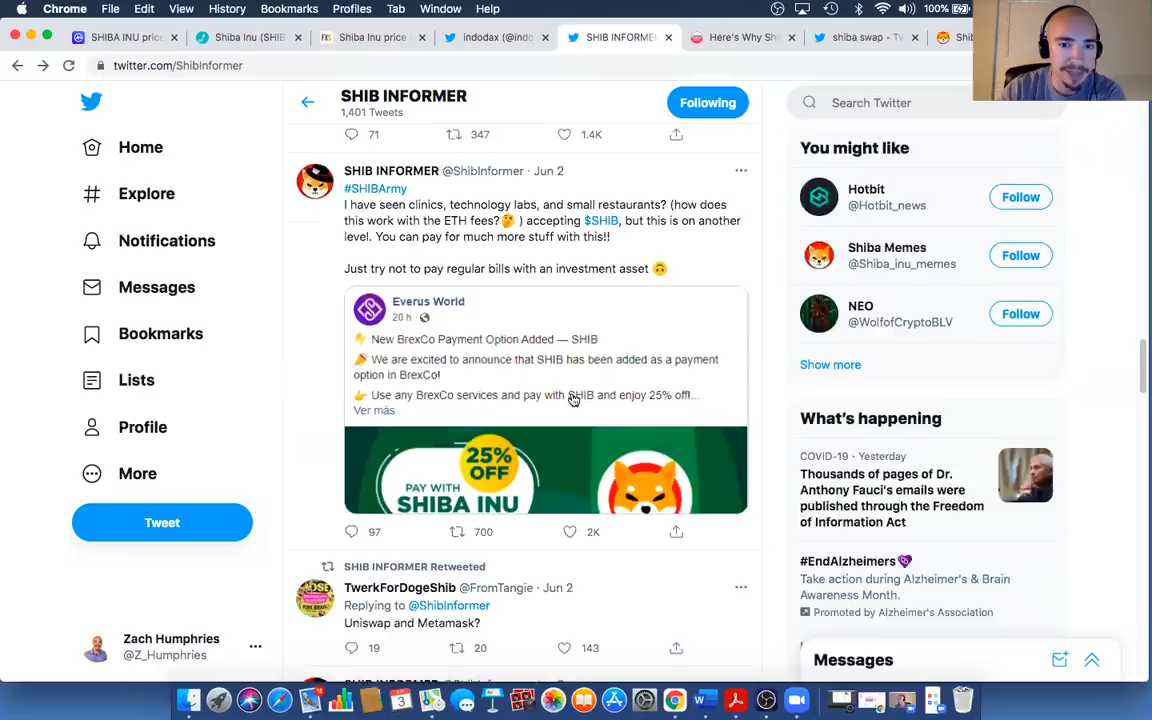 Chrome File Edit View History Bookmarks Profiles Tab Window Help 100%
SHIBA INU price
Shiba Inu (SHIB
Shiba Inu price
indodax (@indo
SHIB INFORME
Here's Why Shi
shiba swap - Tw
Shib
twitter.com/ShibInformer
SHIB INFORMER
1,401 Tweets
Following
Search Twitter
71 347 1.4K
Home
Explore
Notifications
Messages
Bookmarks
Lists
Profile
More
Tweet
Zach Humphries
@Z_Humphries
SHIB INFORMER @ShibInformer · Jun 2
#SHIBArmy
I have seen clinics, technology labs, and small restaurants? (how does
this work with the ETH fees?🤔 ) accepting $SHIB, but this is on another
level. You can pay for much more stuff with this!!
Just try not to pay regular bills with an investment asset 🙃
Everus World
20 h
👇 New BrexCo Payment Option Added — SHIB
🎉 We are excited to announce that SHIB has been added as a payment
option in BrexCo!
👉 Use any BrexCo services and pay with SHIB and enjoy 25% off!...
Ver más
25%
OFF
PAY WITH
SHIBA INU
97 700 2K
SHIB INFORMER Retweeted
TwerkForDogeShib @FromTangie · Jun 2
Replying to @ShibInformer
Uniswap and Metamask?
19 20 143
You might like
Hotbit
@Hotbit_news
Follow
Shiba Memes
@Shiba_inu_memes
Follow
NEO
@WolfofCryptoBLV
Follow
Show more
What's happening
COVID-19 · Yesterday
Thousands of pages of Dr.
Anthony Fauci's emails were
published through the Freedom
of Information Act
#EndAlzheimers💜
Take action during Alzheimer's & Brain
Awareness Month.
Promoted by Alzheimer's Association
Messages